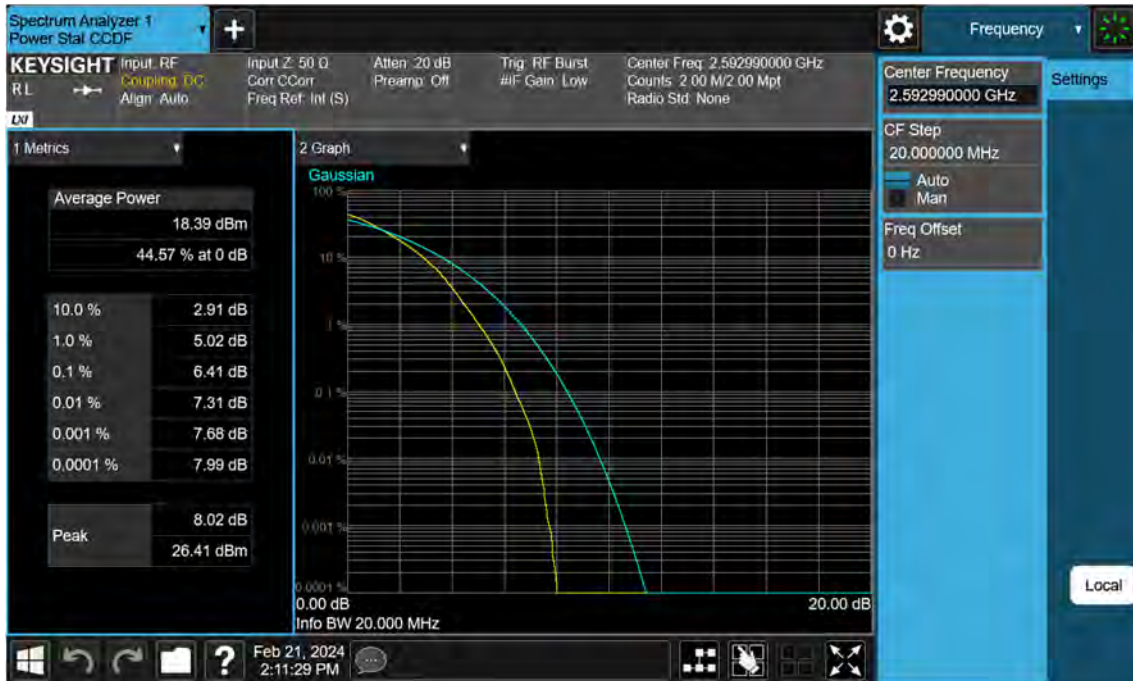 Spectrum Analyzer 1
Power Stat CCDF
Frequency
KEYSIGHT
RL
LXI
Input: RF
Coupling: DC
Align: Auto
Input Z: 50 Ω
Corr CCorr
Freq Ref: Int (S)
Atten: 20 dB
Preamp: Off
Trig: RF Burst
#IF Gain: Low
Center Freq: 2.592990000 GHz
Counts: 2.00 M/2.00 Mpt
Radio Std: None
Center Frequency
2.592990000 GHz
Settings
CF Step
20.000000 MHz
Auto
Man
Freq Offset
0 Hz
Local
1 Metrics
Average Power
18.39 dBm
44.57 % at 0 dB
10.0 % 2.91 dB
1.0 % 5.02 dB
0.1 % 6.41 dB
0.01 % 7.31 dB
0.001 % 7.68 dB
0.0001 % 7.99 dB
Peak
8.02 dB
26.41 dBm
2 Graph
Gaussian
100 %
10 %
1 %
0.1 %
0.01 %
0.001 %
0.0001 %
0.00 dB 20.00 dB
Info BW 20.000 MHz
?
Feb 21, 2024
2:11:29 PM